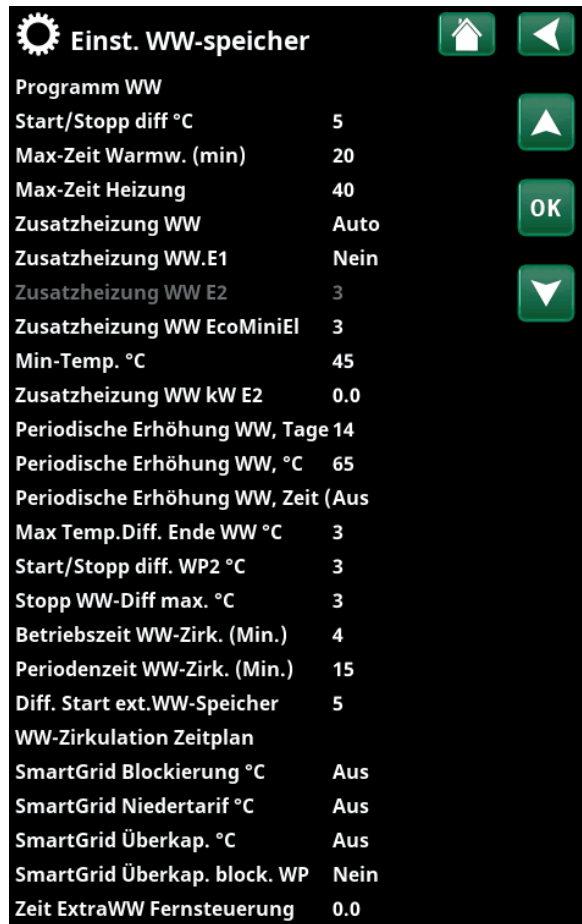 Einst. WW-speicher
Programm WW
Start/Stopp diff °C 5
Max-Zeit Warmw. (min) 20
Max-Zeit Heizung 40
Zusatzheizung WW Auto
Zusatzheizung WW.E1 Nein
Zusatzheizung WW E2 3
Zusatzheizung WW EcoMiniEl 3
Min-Temp. °C 45
Zusatzheizung WW kW E2 0.0
Periodische Erhöhung WW, Tage 14
Periodische Erhöhung WW, °C 65
Periodische Erhöhung WW, Zeit ( Aus
Max Temp.Diff. Ende WW °C 3
Start/Stopp diff. WP2 °C 3
Stopp WW-Diff max. °C 3
Betriebszeit WW-Zirk. (Min.) 4
Periodenzeit WW-Zirk. (Min.) 15
Diff. Start ext.WW-Speicher 5
WW-Zirkulation Zeitplan
SmartGrid Blockierung °C Aus
SmartGrid Niedertarif °C Aus
SmartGrid Überkap. °C Aus
SmartGrid Überkap. block. WP Nein
Zeit ExtraWW Fernsteuerung 0.0
OK